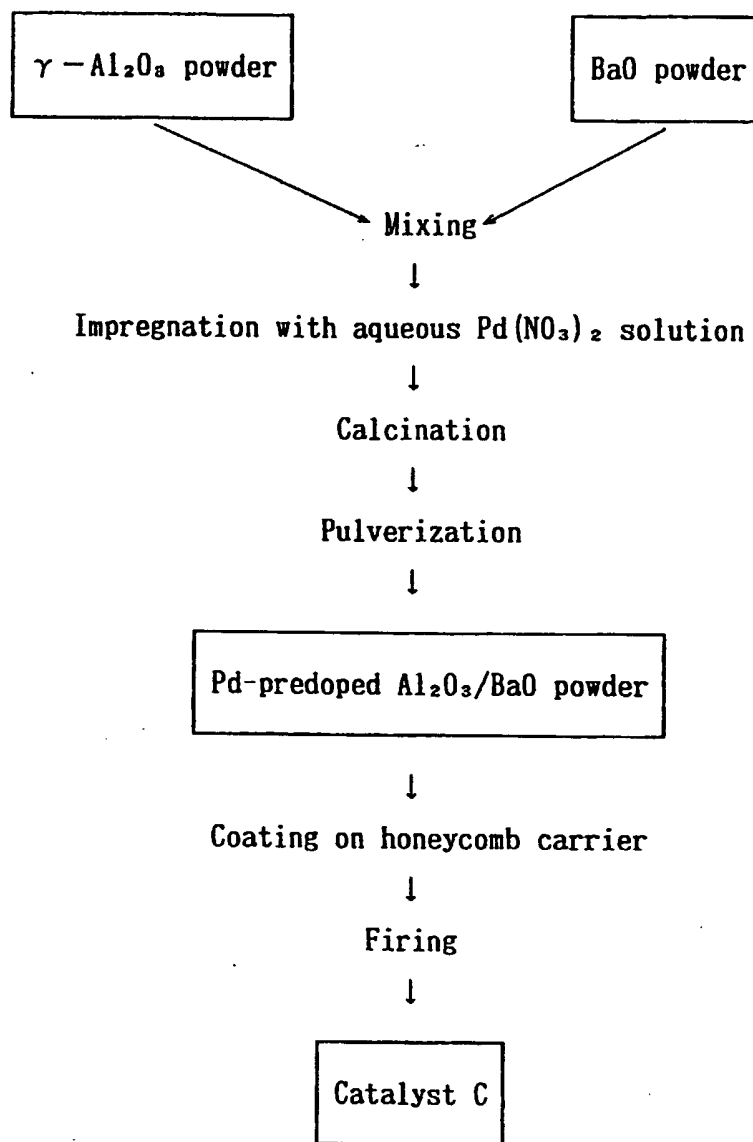 γ-Al₂O₃ powder
BaO powder
Mixing
↓
Impregnation with aqueous Pd(NO₃)₂ solution
↓
Calcination
↓
Pulverization
↓
Pd-predoped Al₂O₃/BaO powder
↓
Coating on honeycomb carrier
↓
Firing
↓
Catalyst C